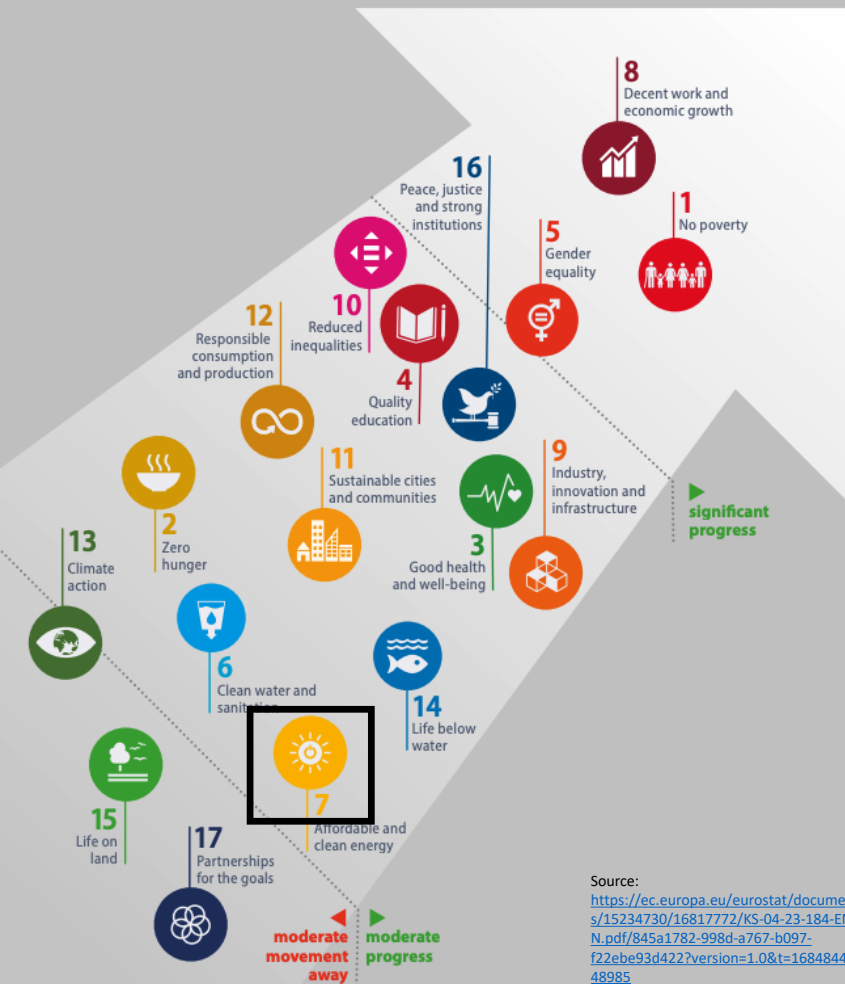 8
Decent work and
economic growth
16
Peace, justice
and strong
institutions
1
No poverty
5
Gender
equality
10
Reduced
inequalities
12
Responsible
consumption
and production
4
Quality
education
11
Sustainable cities
and communities
9
Industry,
innovation and
infrastructure
significant
progress
2
Zero
hunger
13
Climate
action
3
Good health
and well-being
6
Clean water and
sanitation
14
Life below
water
7
Affordable and
clean energy
15
Life on
land
17
Partnerships
for the goals
moderate
movement
away
moderate
progress
Source:
https://ec.europa.eu/eurostat/docume
s/15234730/16817772/KS-04-23-184-EN
N.pdf/845a1782-998d-a767-b097-
f22ebe93d422?version=1.0&t=1684844
48985